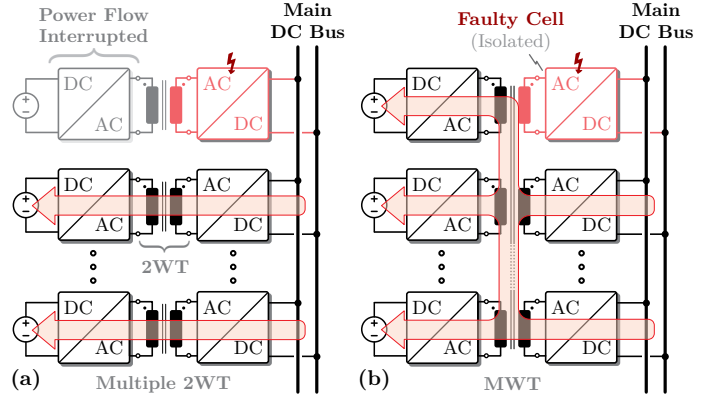 Power Flow
Interrupted
Main
DC Bus
DC
AC
AC
DC
DC
AC
AC
DC
2WT
DC
AC
AC
DC
(a)
Multiple 2WT
Faulty Cell
(Isolated)
Main
DC Bus
DC
AC
AC
DC
DC
AC
AC
DC
DC
AC
AC
DC
(b)
MWT